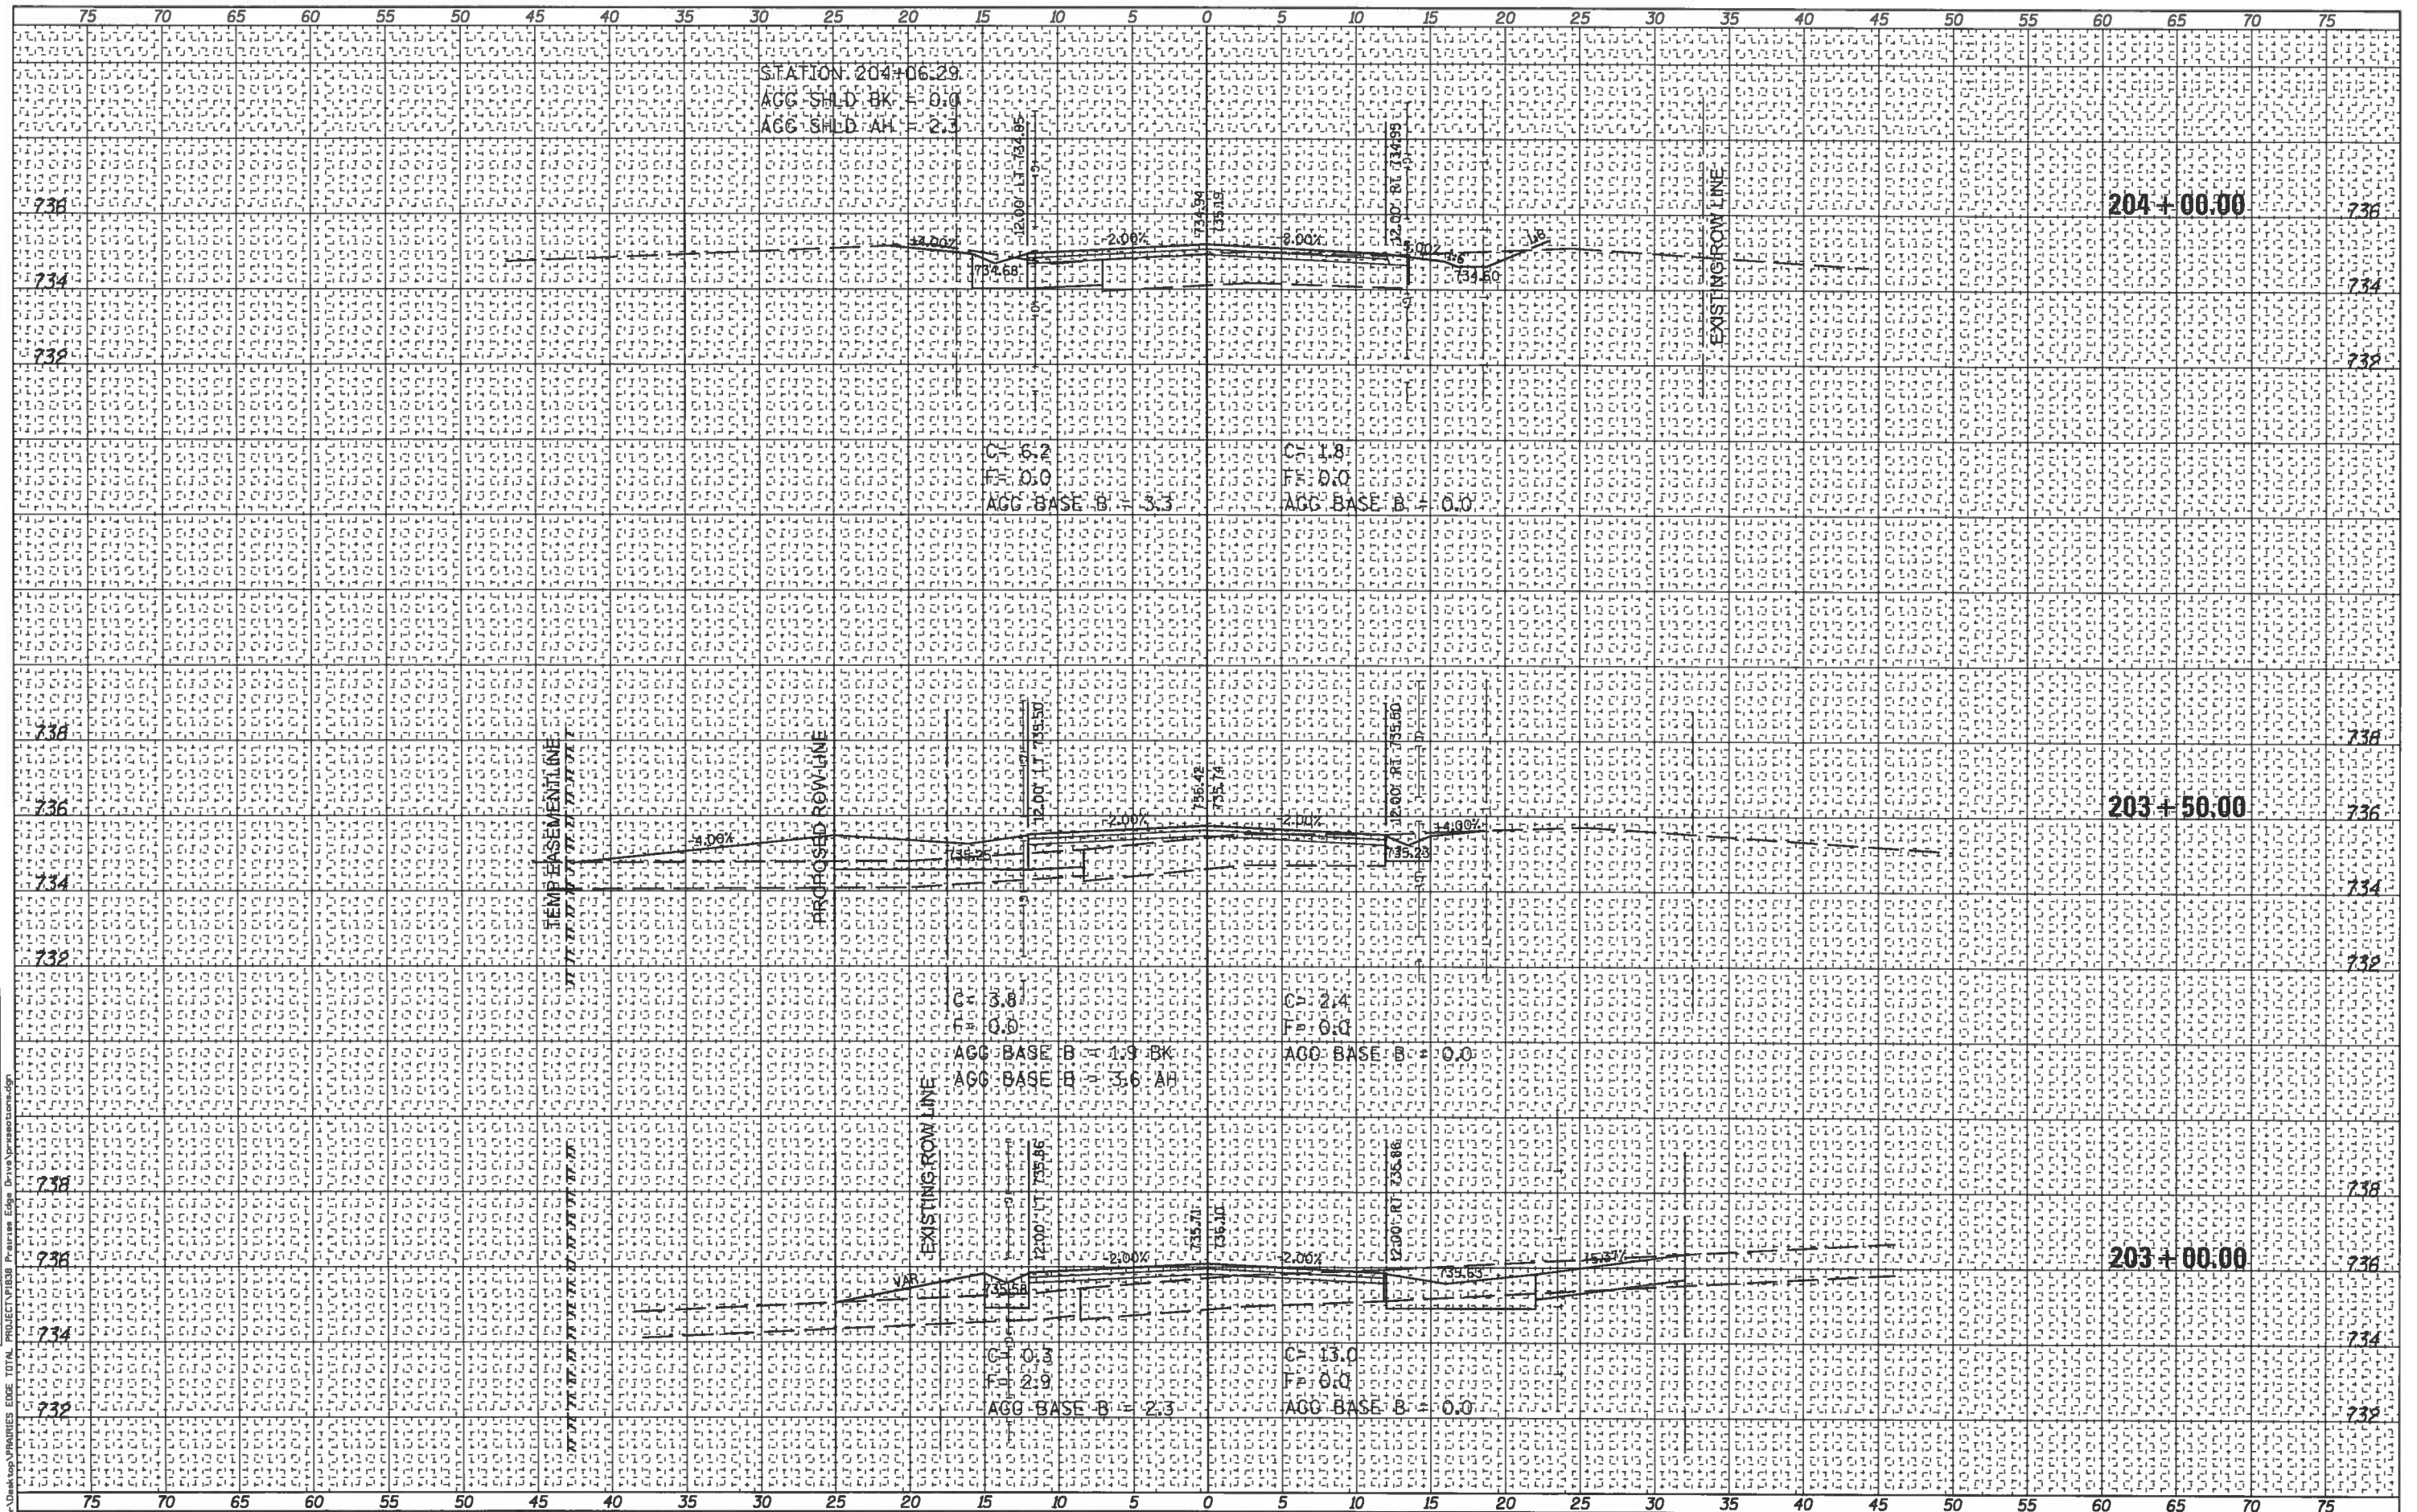 75 70 65 60 55 50 45 40 35 30 25 20 15 10 5 0 5 10 15 20 25 30 35 40 45 50 55 60 65 70 75
STATION 204+06.29
AGG SHLD BK = 0.0
AGG SHLD AH = 2.3
12.00' LT 734.95
734.94
735.19
12.00' RT 734.95
EXISTING ROW LINE
204 + 00.00
736 736
-2.00% -2.00%
734.68 734.60
734 734
732 732
C= 6.2 C= 1.8
F= 0.0 F= 0.0
AGG BASE B = 3.3 AGG BASE B = 0.0
738 738
TEMP EASEMENT LINE
PROPOSED ROW LINE
12.00' LT 735.50
735.74
12.00' RT 735.50
203 + 50.00
736 736
-4.00% -2.00% -2.00% +4.00%
735.25 735.23
734 734
732 732
C= 3.8 C= 2.4
F= 0.0 F= 0.0
AGG BASE B = 1.9 BK AGG BASE B = 0.0
AGG BASE B = 3.6 AH
EXISTING ROW LINE
12.00' LT 735.86
735.71
736.10
12.00' RT 735.86
738 738
203 + 00.00
736 736
VAR -2.00% -2.00%
735.58 735.63
734 734
C= 0.3 C= 13.0
F= 2.9 F= 0.0
AGG BASE B = 2.3 AGG BASE B = 0.0
732 732
75 70 65 60 55 50 45 40 35 30 25 20 15 10 5 0 5 10 15 20 25 30 35 40 45 50 55 60 65 70 75